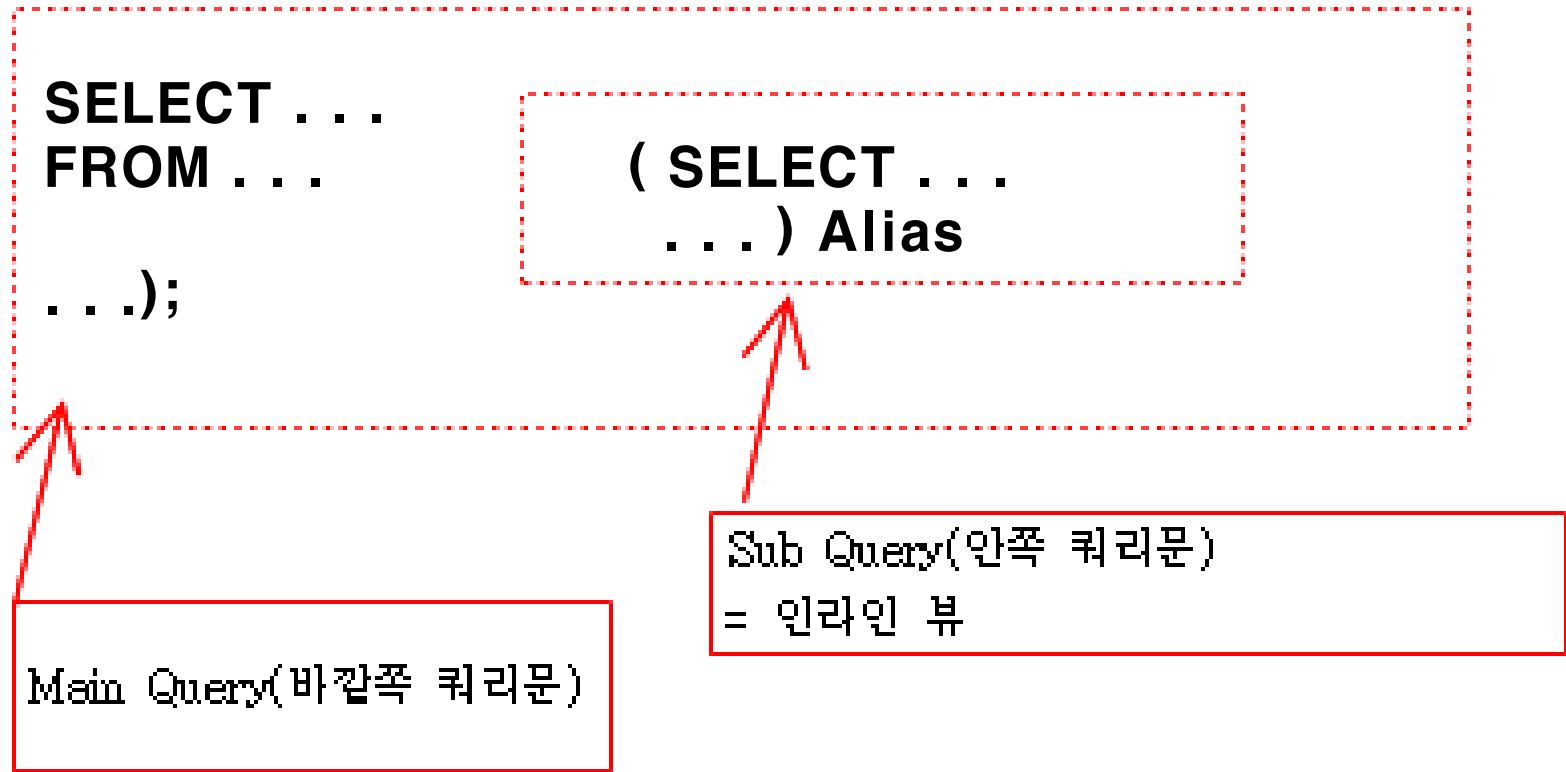 SELECT . . .
FROM . . .
( SELECT . . .
. . . ) Alias
. . .);
Sub Query(안쪽 쿼리문)
= 인라인 뷰
Main Query(바깥쪽 쿼리문)